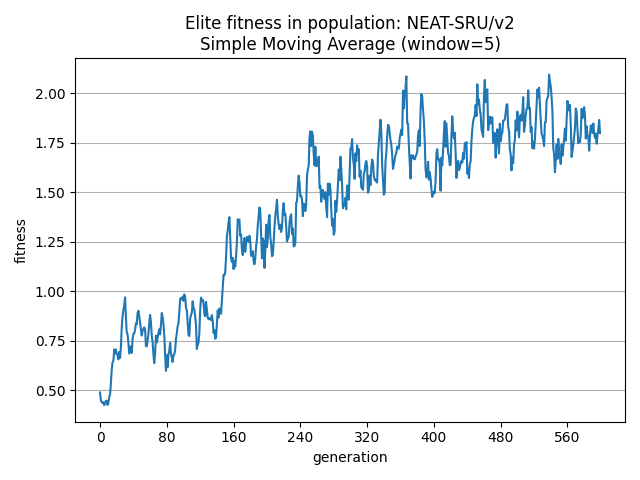 Elite fitness in population: NEAT-SRU/v2
Simple Moving Average (window=5)
fitness
2.00
1.75
1.50
1.25
1.00
0.75
0.50
0 80 160 240 320 400 480 560
generation